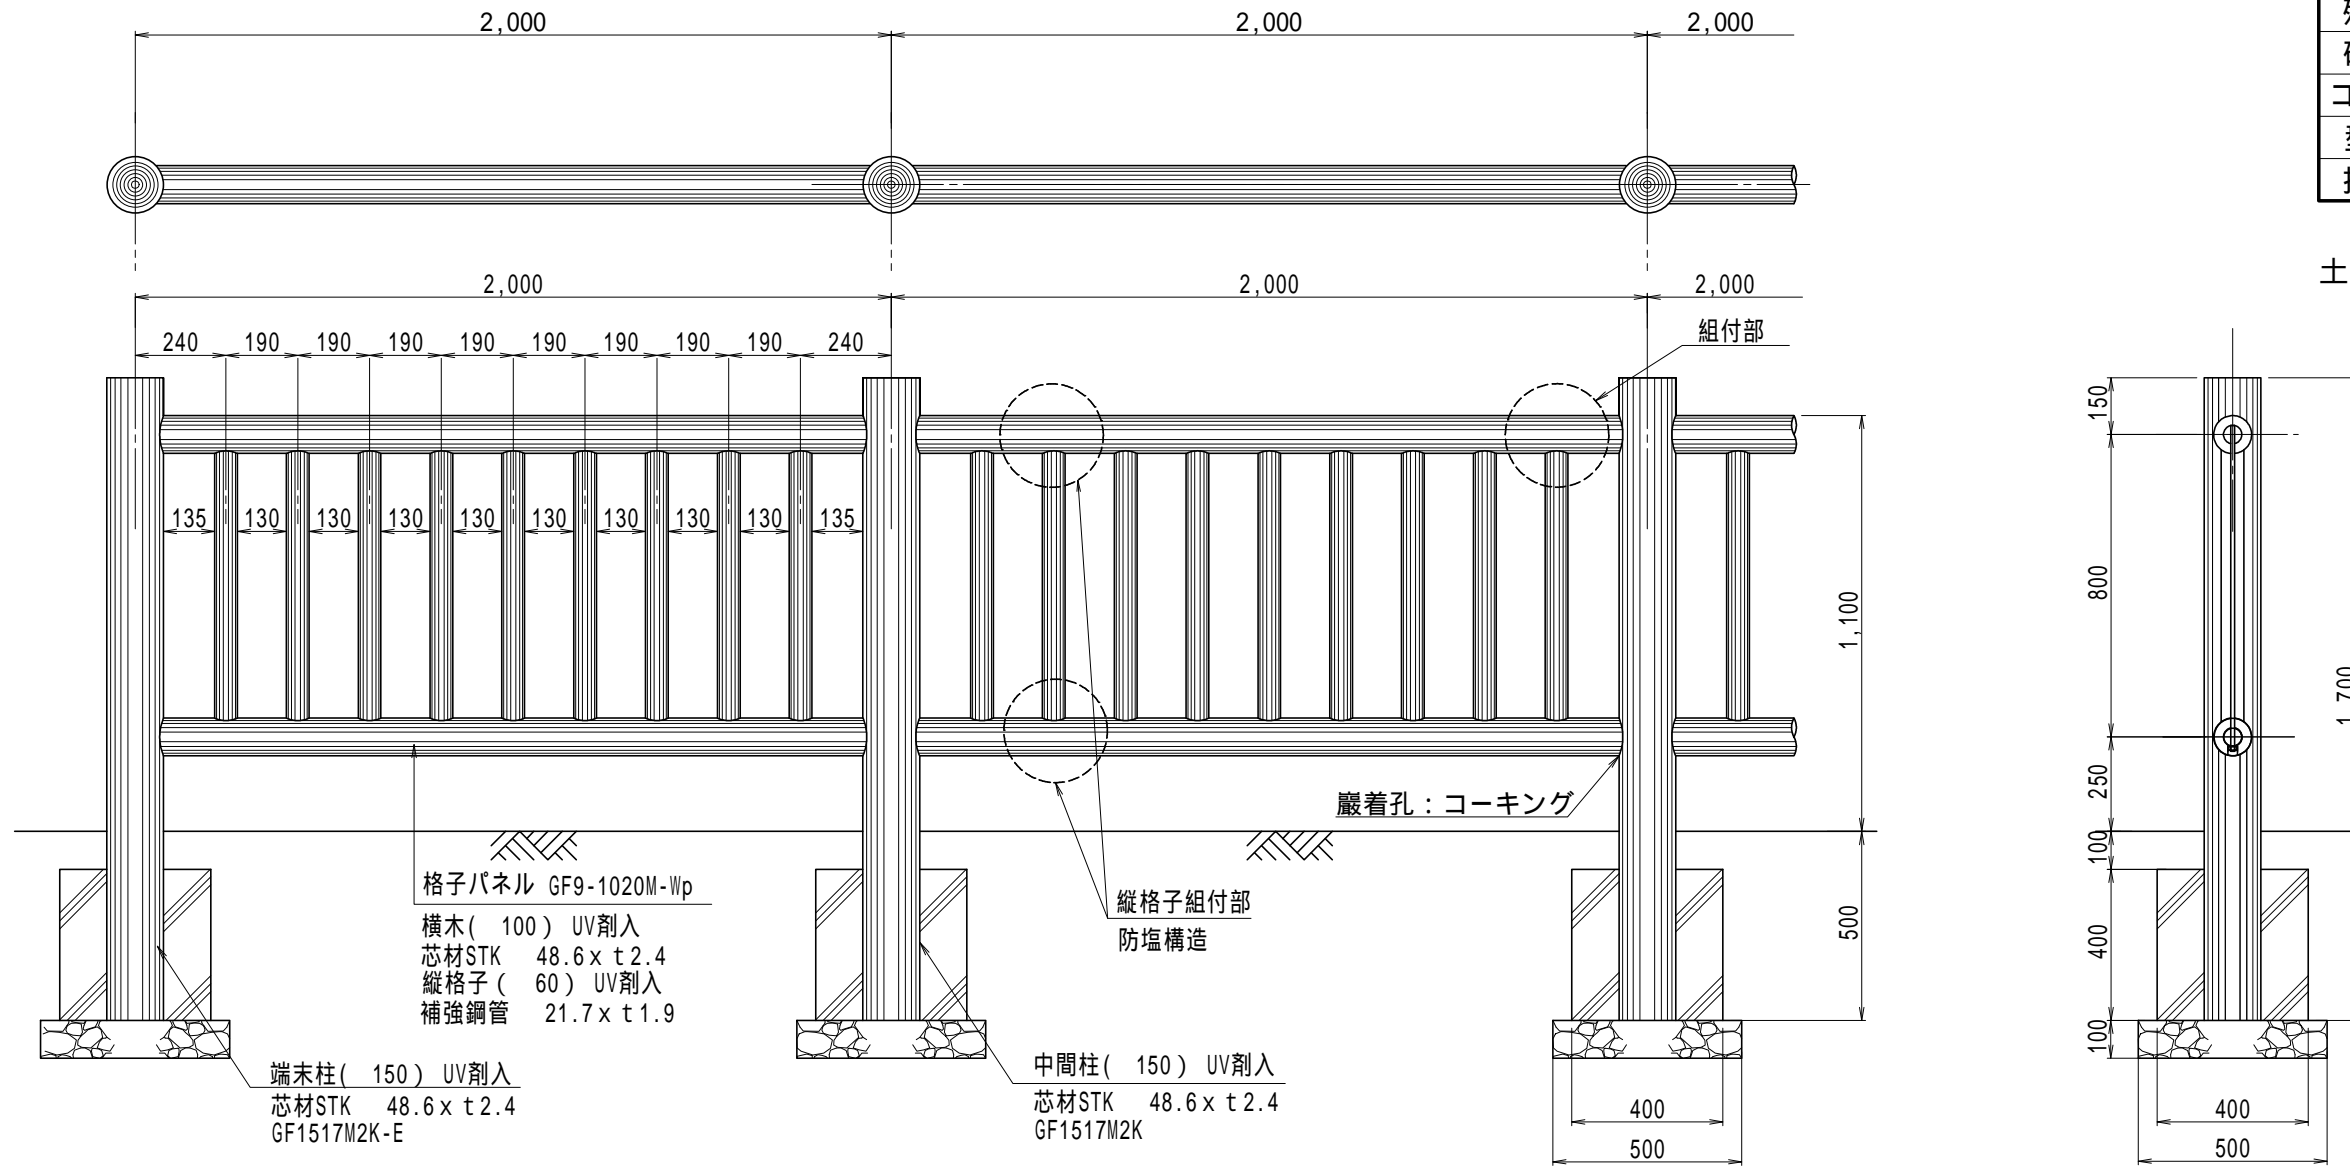 2,000 2,000 2,000
コ
土
2,000 2,000 2,000
組付部
240 190 190 190 190 190 190 190 190 240
135 130 130 130 130 130 130 130 130 135
1,100
500
150
800
250
100
400
100
1,700
巖着孔：コーキング
格子パネル GF9-1020M-Wp
横木( 100) UV剤入
芯材STK 48.6x t2.4
縦格子( 60) UV剤入
補強鋼管 21.7x t1.9
縦格子組付部
防塩構造
端末柱( 150) UV剤入
芯材STK 48.6x t2.4
GF1517M2K-E
中間柱( 150) UV剤入
芯材STK 48.6x t2.4
GF1517M2K
400
500
400
500